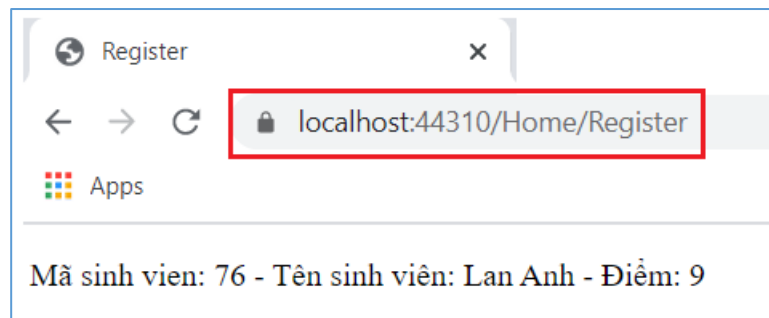 Register
localhost:44310/Home/Register
Apps
Mã sinh vien: 76 - Tên sinh viên: Lan Anh - Điểm: 9